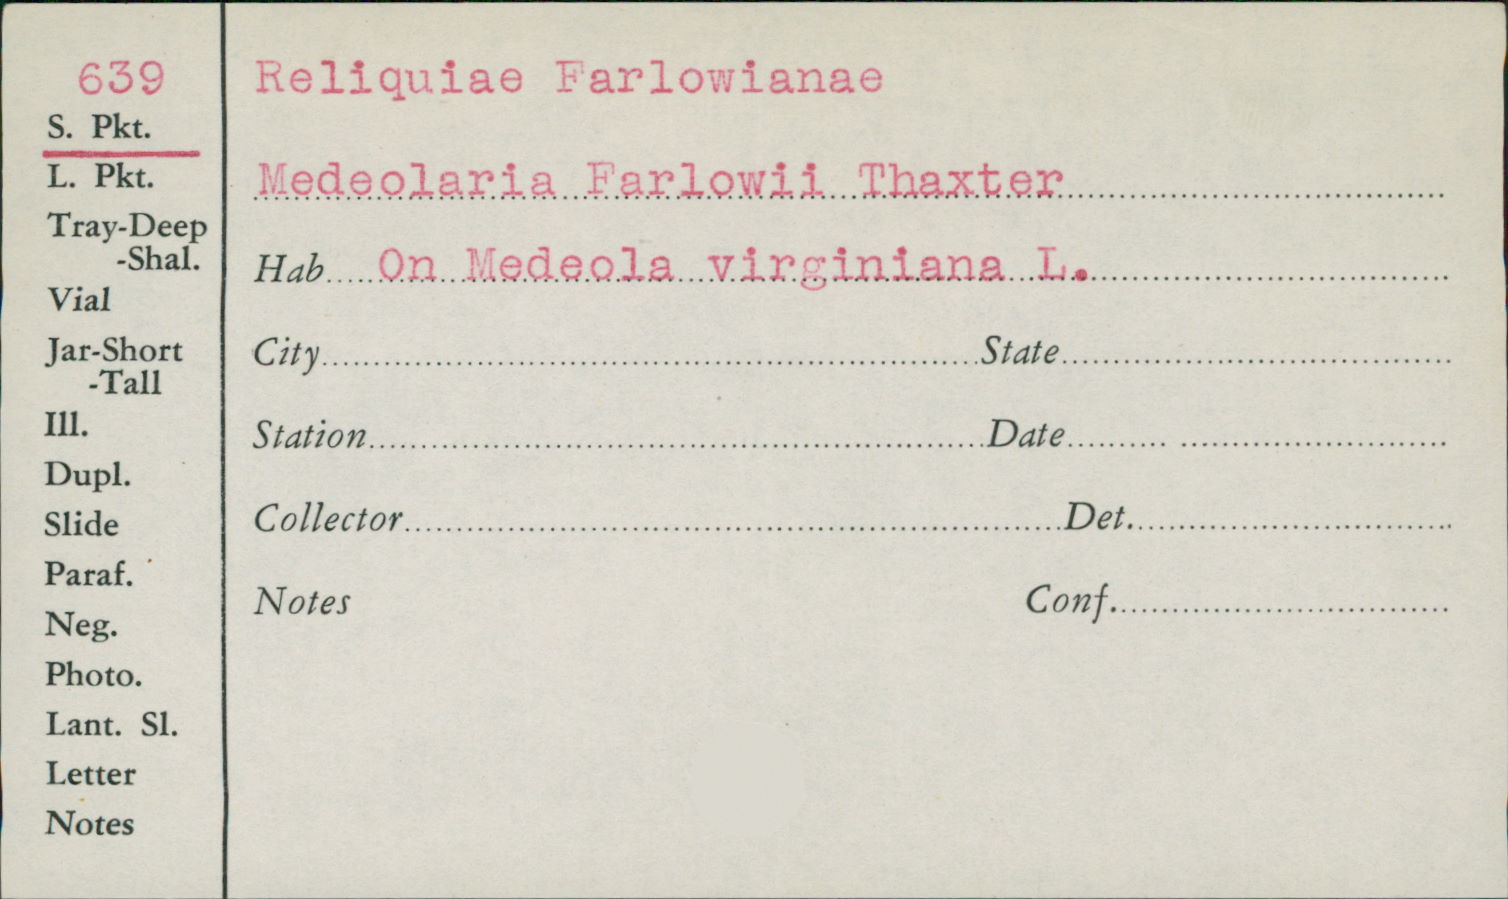 639
S. Pkt.
L. Pkt.
Tray-Deep
-Shal.
Vial
Jar-Short
-Tall
Ill.
Dupl.
Slide
Paraf.
Neg.
Photo.
Lant. Sl.
Letter
Notes
Reliquiae Farlowianae
Medeolaria Farlowii Thaxter
Hab On Medeola virginiana L.
City State
Station Date
Collector Det.
Notes Conf.